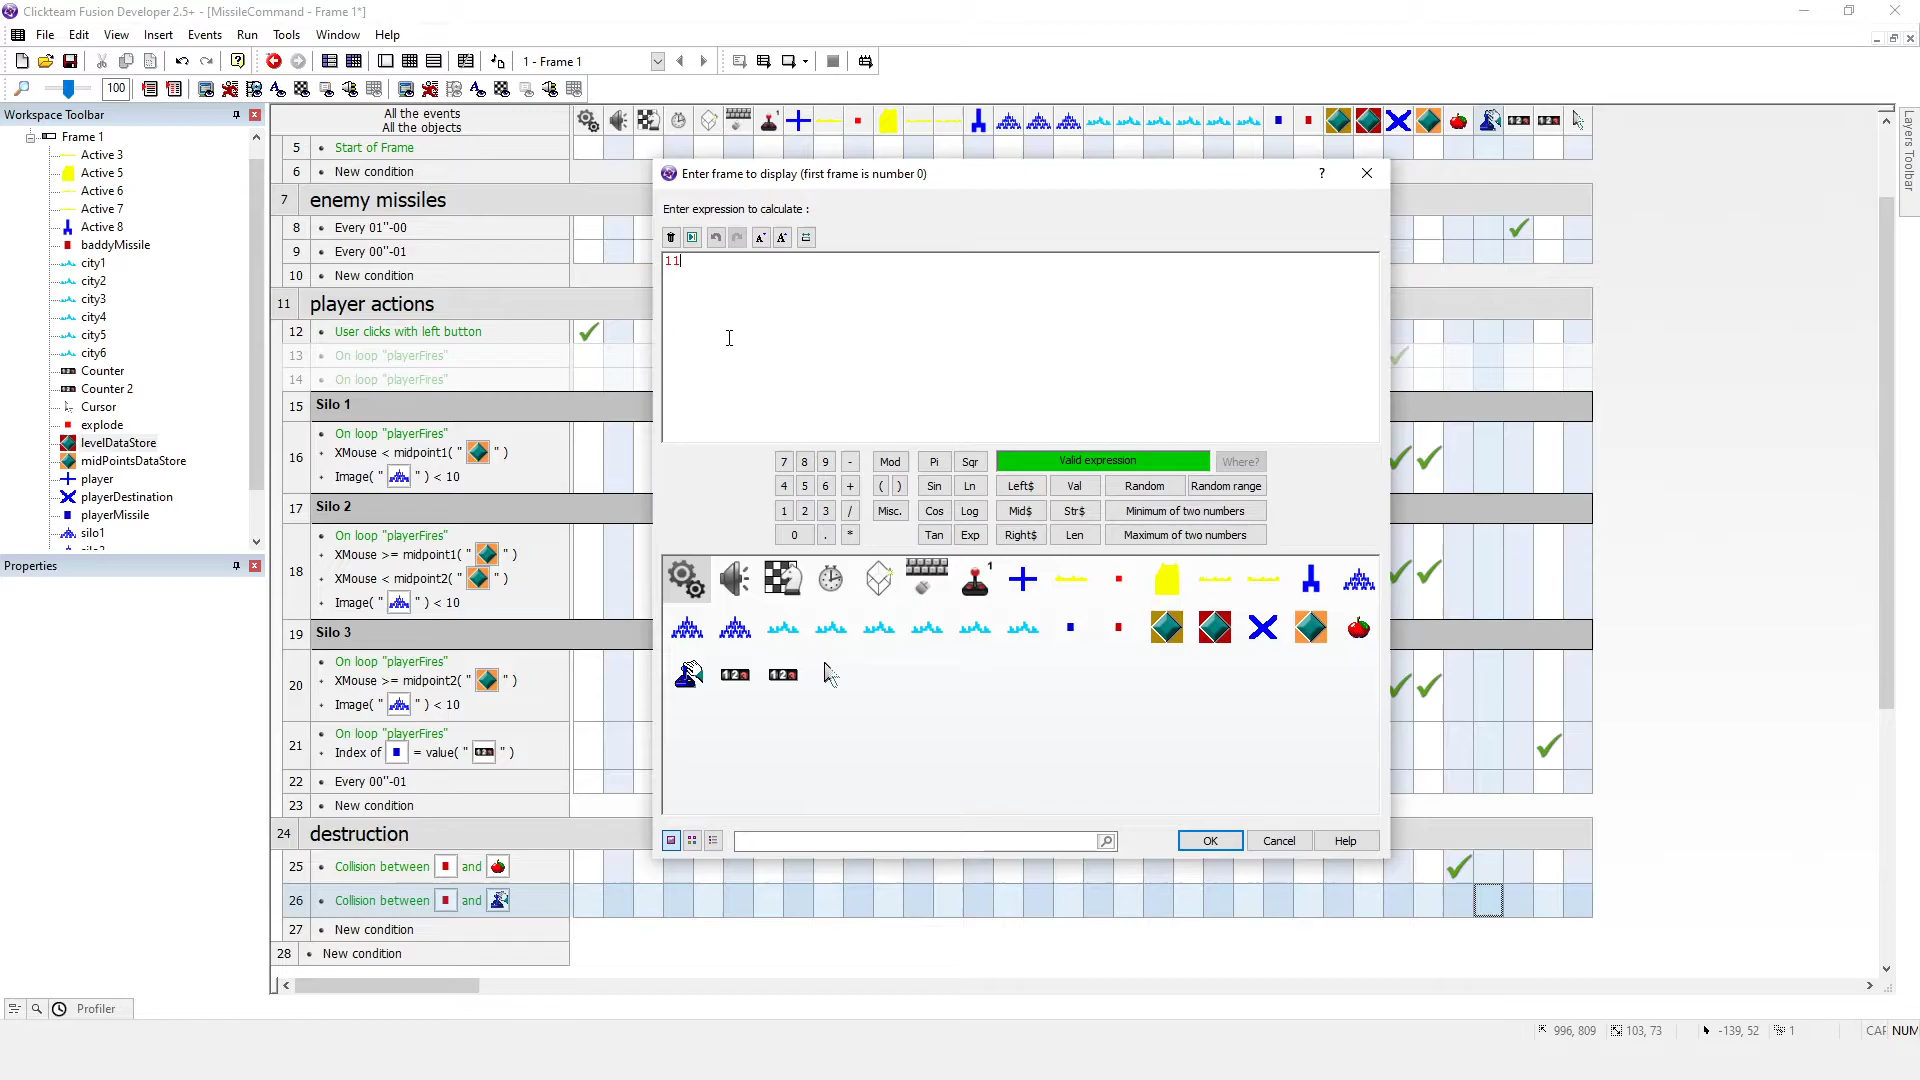 Clickteam Fusion Developer 2.5+ - [MissileCommand - Frame 1*]
File Edit View Insert Events Run Tools Window Help
1 - Frame 1
100
Workspace Toolbar
Frame 1
Active 3
Active 5
Active 6
Active 7
Active 8
baddyMissile
city1
city2
city3
city4
city5
city6
Counter
Counter 2
Cursor
explode
levelDataStore
midPointsDataStore
player
playerDestination
playerMissile
silo1
Properties
All the events
All the objects
5 Start of Frame
6 New condition
7 enemy missiles
8 Every 01"-00
9 Every 00"-01
10 New condition
11 player actions
12 User clicks with left button
13 On loop "playerFires"
14 On loop "playerFires"
15 Silo 1
16 On loop "playerFires"
XMouse < midpoint1( " " )
Image( " " ) < 10
17 Silo 2
18 On loop "playerFires"
XMouse >= midpoint1( " " )
XMouse < midpoint2( " " )
Image( " " ) < 10
19 Silo 3
20 On loop "playerFires"
XMouse >= midpoint2( " " )
Image( " " ) < 10
21 On loop "playerFires"
Index of = value( " " )
22 Every 00"-01
23 New condition
24 destruction
25 Collision between and
26 Collision between and
27 New condition
28 New condition
Enter frame to display (first frame is number 0)
? 
Enter expression to calculate :
11
7 8 9 - Mod Pi Sqr Valid expression Where?
4 5 6 + ( ) Sin Ln Left$ Val Random Random range
1 2 3 / Misc. Cos Log Mid$ Str$ Minimum of two numbers
0 . * Tan Exp Right$ Len Maximum of two numbers
1
OK Cancel Help
Layers Toolbar
Profiler
996, 809 103, 73 -139, 52 1 CAP NUM